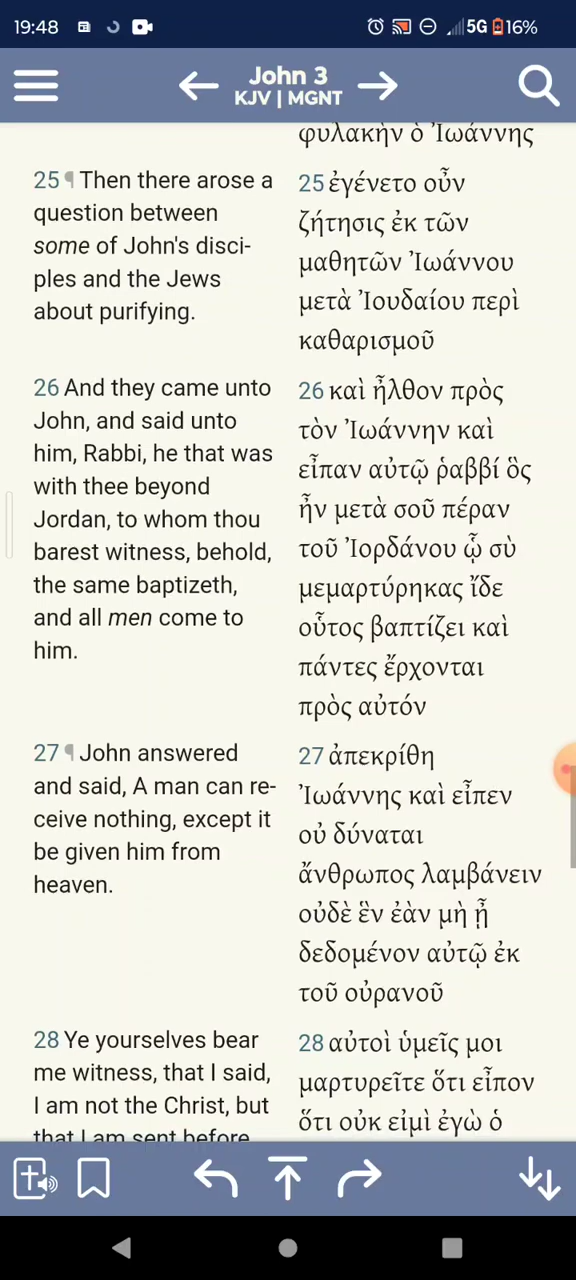 19:48
5G 16%
John 3
KJV | MGNT
φυλακὴν ὁ Ἰωάννης
25 ¶ Then there arose a
question between
some of John's disci-
ples and the Jews
about purifying.
25 ἐγένετο οὖν
ζήτησις ἐκ τῶν
μαθητῶν Ἰωάννου
μετὰ Ἰουδαίου περὶ
καθαρισμοῦ
26 And they came unto
John, and said unto
him, Rabbi, he that was
with thee beyond
Jordan, to whom thou
barest witness, behold,
the same baptizeth,
and all men come to
him.
26 καὶ ἦλθον πρὸς
τὸν Ἰωάννην καὶ
εἶπαν αὐτῷ ῥαββί ὃς
ἦν μετὰ σοῦ πέραν
τοῦ Ἰορδάνου ᾧ σὺ
μεμαρτύρηκας ἴδε
οὗτος βαπτίζει καὶ
πάντες ἔρχονται
πρὸς αὐτόν
27 ¶ John answered
and said, A man can re-
ceive nothing, except it
be given him from
heaven.
27 ἀπεκρίθη
Ἰωάννης καὶ εἶπεν
οὐ δύναται
ἄνθρωπος λαμβάνειν
οὐδὲ ἓν ἐὰν μὴ ᾖ
δεδομένον αὐτῷ ἐκ
τοῦ οὐρανοῦ
28 Ye yourselves bear
me witness, that I said,
I am not the Christ, but
that I am sent before
28 αὐτοὶ ὑμεῖς μοι
μαρτυρεῖτε ὅτι εἶπον
ὅτι οὐκ εἰμὶ ἐγὼ ὁ